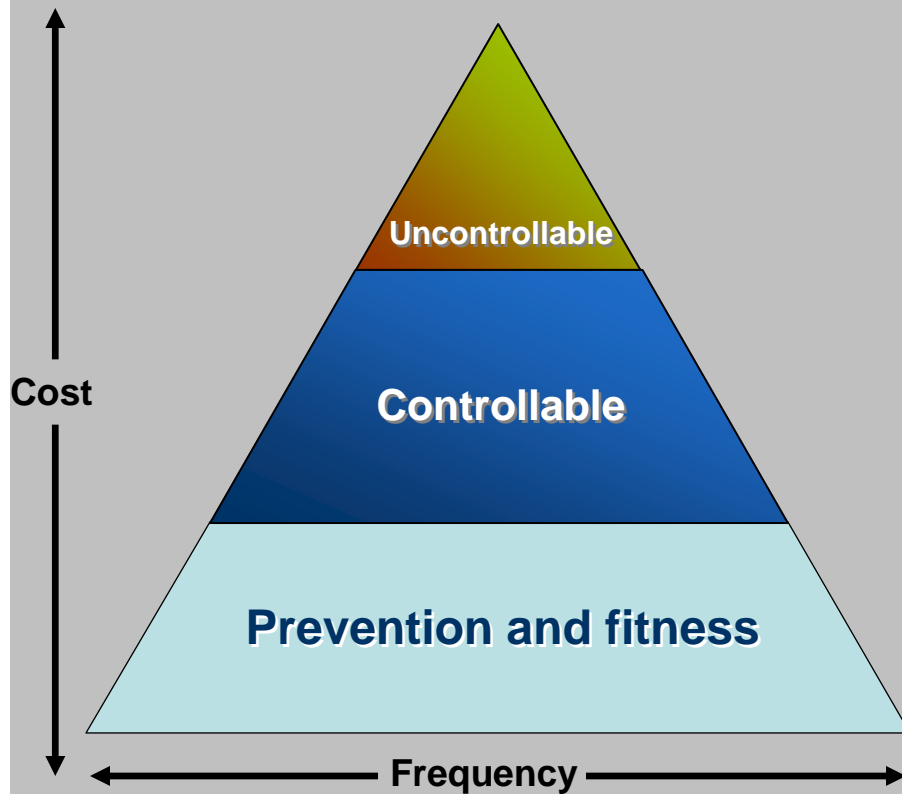 Uncontrollable
Cost
Controllable
Prevention and fitness
Frequency